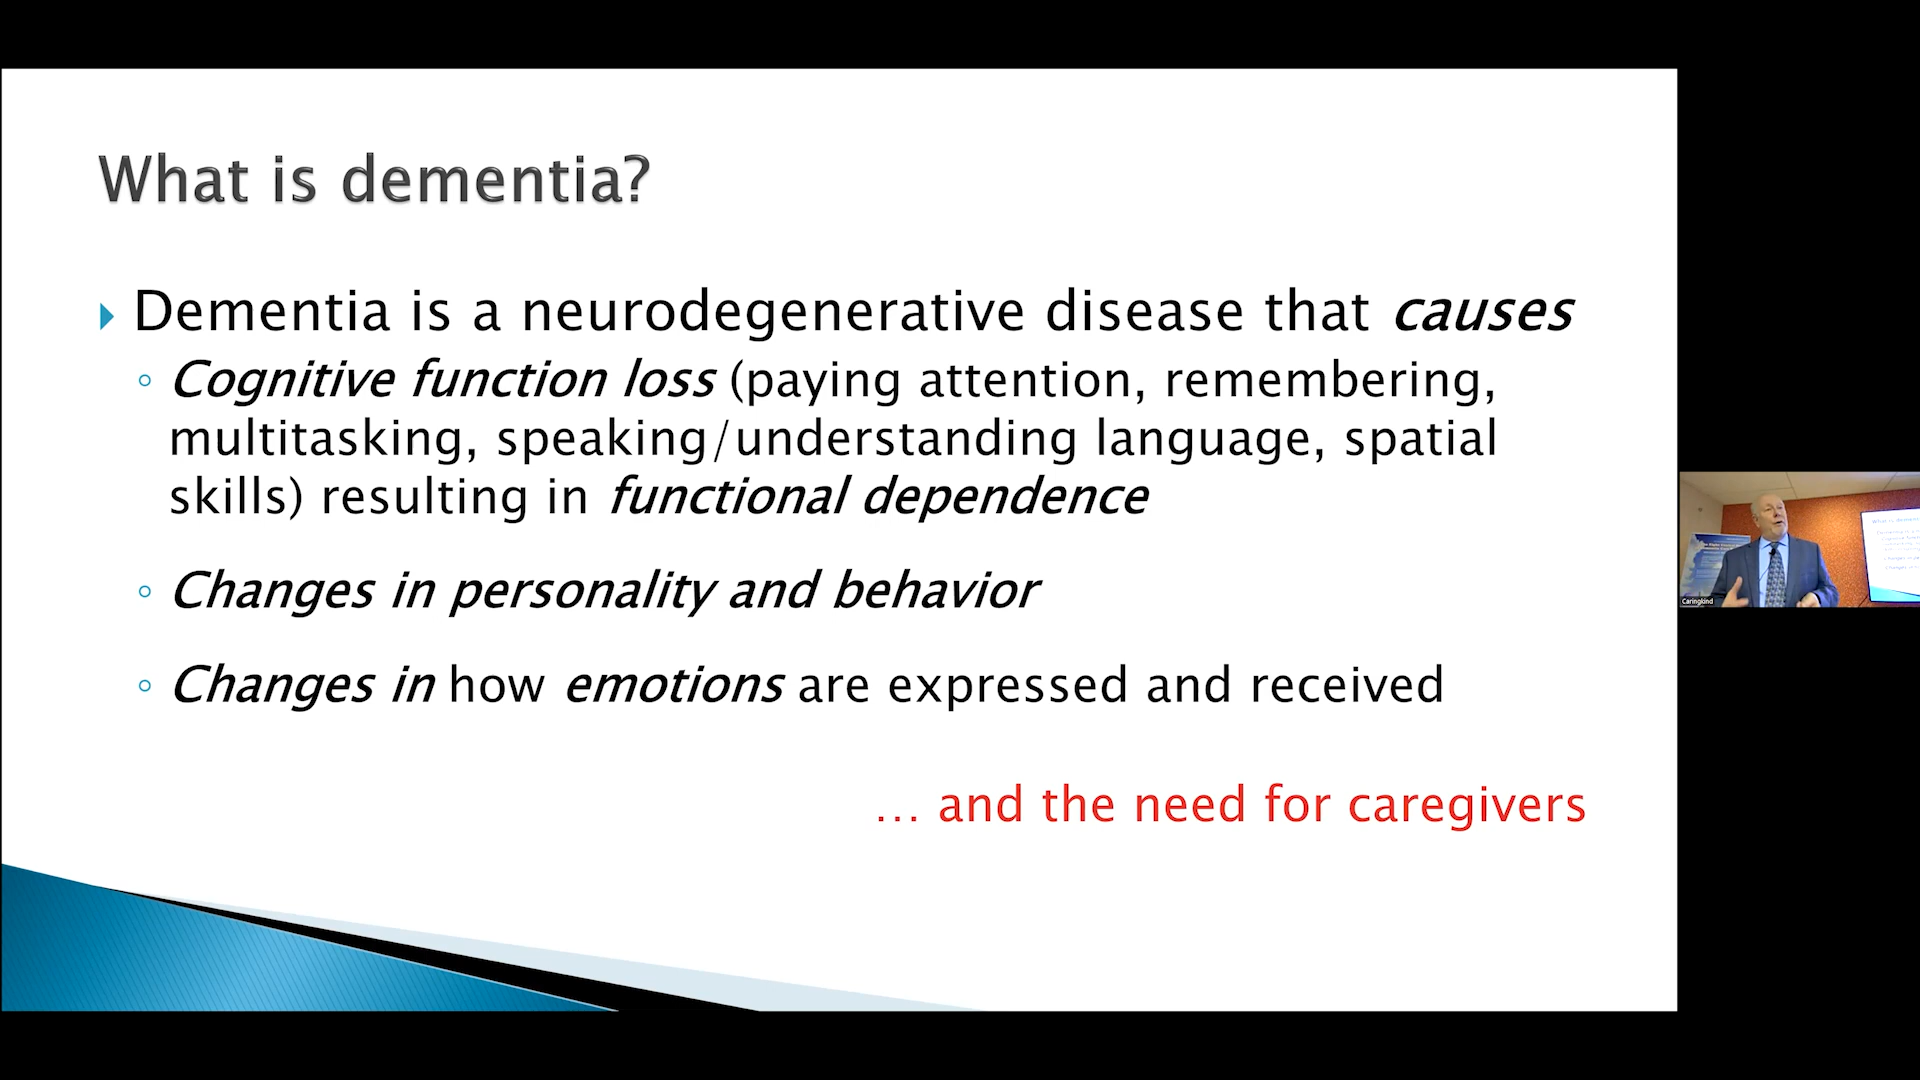 What is dementia?
Dementia is a neurodegenerative disease that causes
Cognitive function loss (paying attention, remembering,
multitasking, speaking/understanding language, spatial
skills) resulting in functional dependence
Changes in personality and behavior
Changes in how emotions are expressed and received
... and the need for caregivers
CaringKind